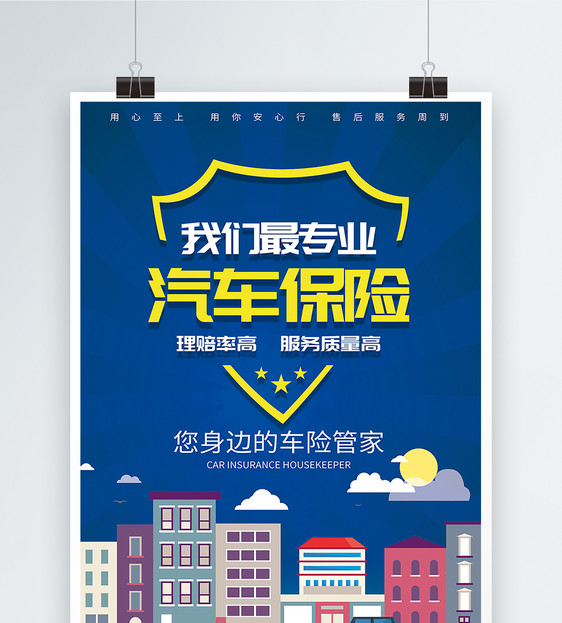 用心至上 用你安心行 售后服务周到
我们最专业
汽车保险
理赔率高 服务质量高
您身边的车险管家
CAR INSURANCE HOUSEKEEPER